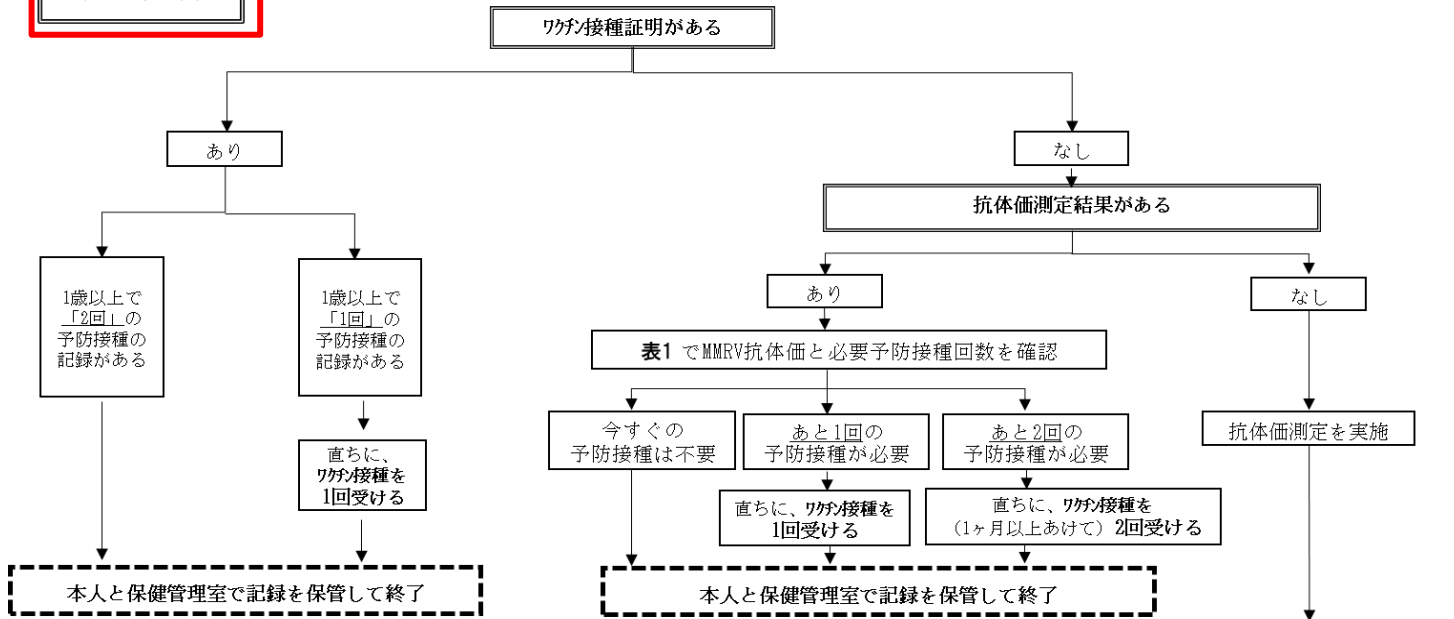 ワクチン接種証明がある
あり
なし
抗体価測定結果がある
1歳以上で
「2回」の
予防接種の
記録がある
1歳以上で
「1回」の
予防接種の
記録がある
あり
なし
表1 でMMRV抗体価と必要予防接種回数を確認
今すぐの
予防接種は不要
あと1回の
予防接種が必要
あと2回の
予防接種が必要
抗体価測定を実施
直ちに、
ワクチン接種を
1回受ける
直ちに、ワクチン接種を
1回受ける
直ちに、ワクチン接種を
(1ヶ月以上あけて) 2回受ける
本人と保健管理室で記録を保管して終了
本人と保健管理室で記録を保管して終了